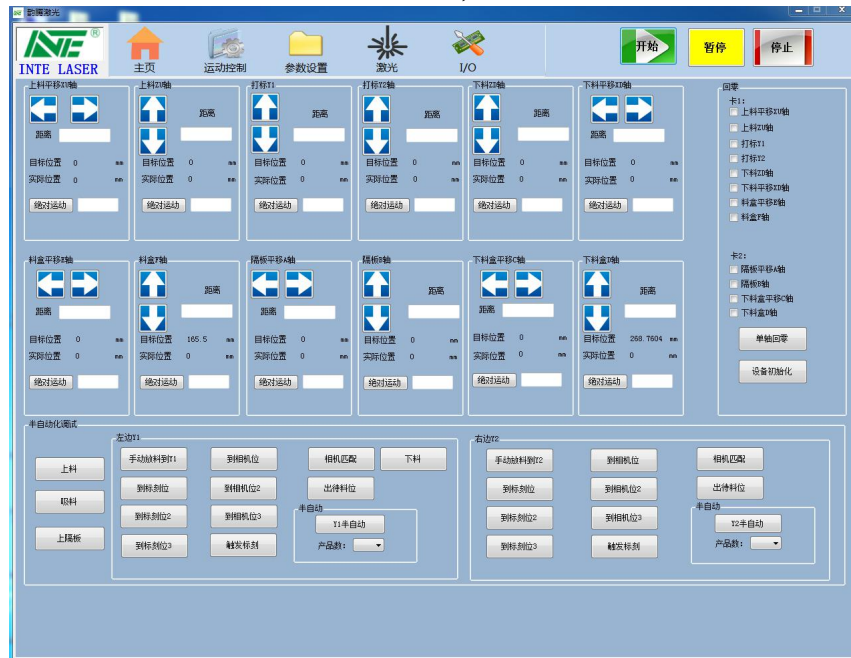 韵腾激光
INTE
®
INTE LASER
主页
运动控制
参数设置
激光
I/O
开始
暂停
停止
上料平移XU轴
距离
目标位置 0 mm
实际位置 0 mm
绝对运动
上料ZU轴
距离
目标位置 0 mm
实际位置 0 mm
绝对运动
打标Y1
距离
目标位置 0 mm
实际位置 0 mm
绝对运动
打标Y2轴
距离
目标位置 0 mm
实际位置 0 mm
绝对运动
下料ZD轴
距离
目标位置 0 mm
实际位置 0 mm
绝对运动
下料平移XD轴
距离
目标位置 0 mm
实际位置 0 mm
绝对运动
料盒平移E轴
距离
目标位置 0 mm
实际位置 0 mm
绝对运动
料盒F轴
距离
目标位置 165.5 mm
实际位置 0 mm
绝对运动
隔板平移A轴
距离
目标位置 0 mm
实际位置 0 mm
绝对运动
隔板B轴
距离
目标位置 0 mm
实际位置 0 mm
绝对运动
下料盒平移C轴
距离
目标位置 0 mm
实际位置 0 mm
绝对运动
下料盒D轴
距离
目标位置 268.7604 mm
实际位置 0 mm
绝对运动
回零
卡1:
上料平移XU轴
上料ZU轴
打标Y1
打标Y2
下料ZD轴
下料平移XD轴
料盒平移E轴
料盒F轴
卡2:
隔板平移A轴
隔板B轴
下料盒平移C轴
下料盒D轴
单轴回零
设备初始化
半自动化调试
上料
吸料
上隔板
左边Y1
手动放料到Y1
到相机位
相机匹配
下料
到标刻位
到相机位2
出待料位
到标刻位2
到相机位3
到标刻位3
触发标刻
半自动
Y1半自动
产品数:
右边Y2
手动放料到Y2
到相机位
相机匹配
到标刻位
到相机位2
出待料位
到标刻位2
到相机位3
到标刻位3
触发标刻
半自动
Y2半自动
产品数: